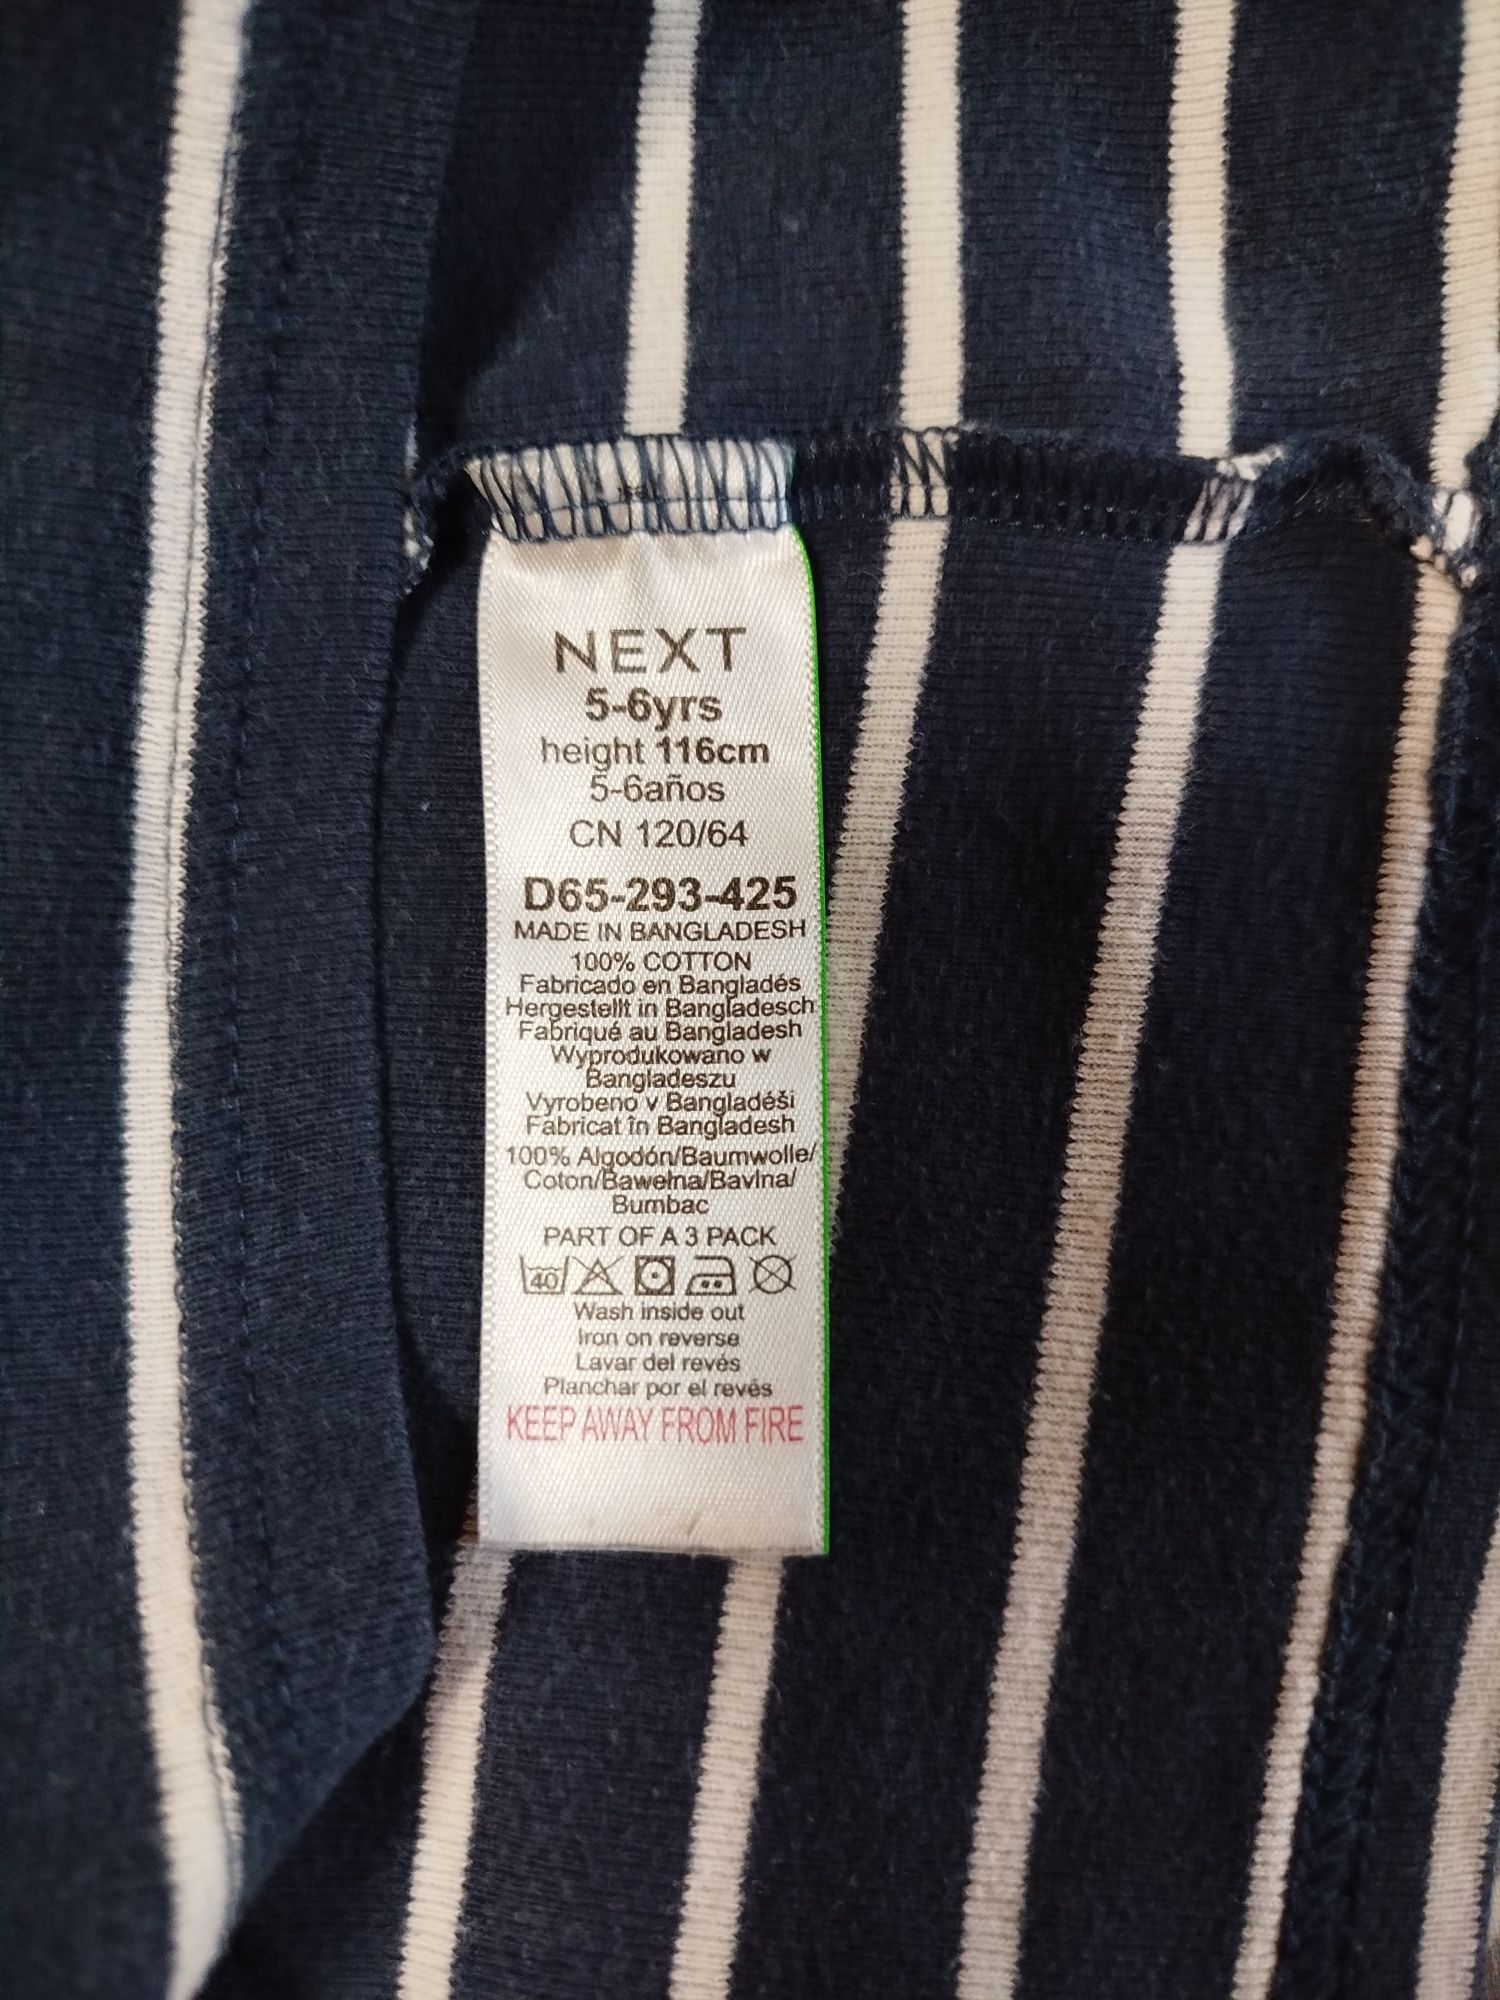 NEXT
5-6yrs
height 116cm
5-6años
CN 120/64
D65-293-425
MADE IN BANGLADESH
100% COTTON
Fabricado en Bangladés
Hergestellt in Bangladesch
Fabriqué au Bangladesh
Wyprodukowano w
Bangladeszu
Vyrobeno v Bangladéši
Fabricat în Bangladesh
100% Algodón/Baumwolle/
Coton/Bawełna/Bavlna/
Bumbac
PART OF A 3 PACK
40
Wash inside out
Iron on reverse
Lavar del revés
Planchar por el revés
KEEP AWAY FROM FIRE